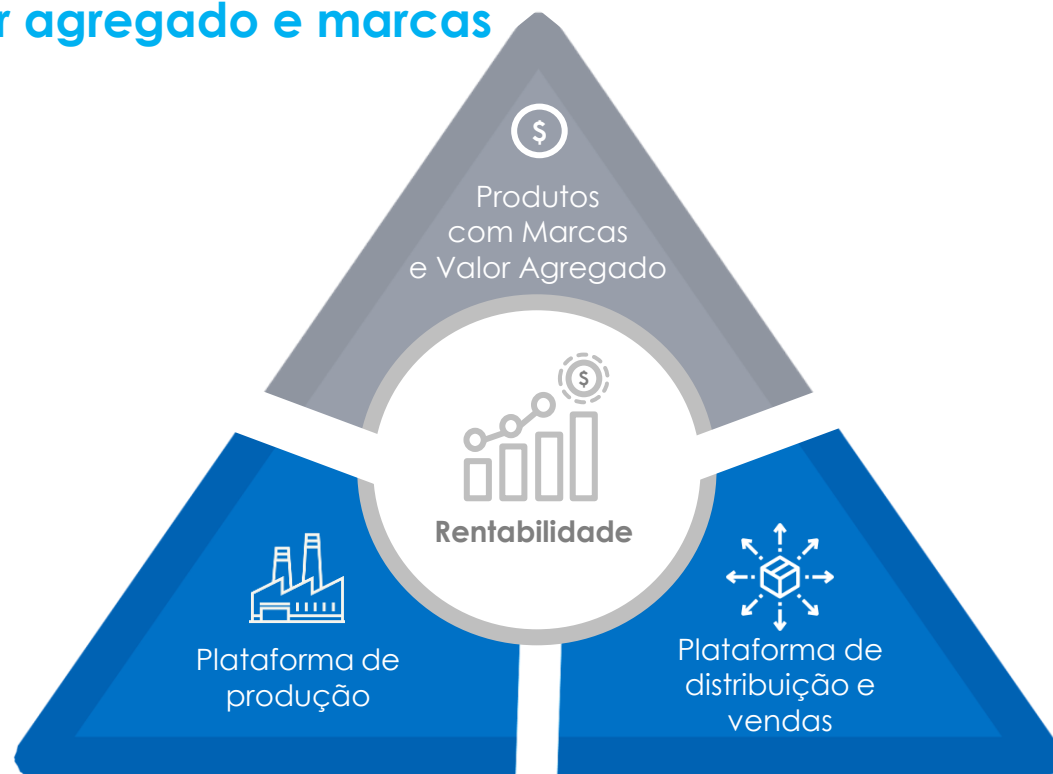 agregado e marcas
$
Produtos
com Marcas
e Valor Agregado
$
Rentabilidade
Plataforma de
produção
Plataforma de
distribuição e
vendas